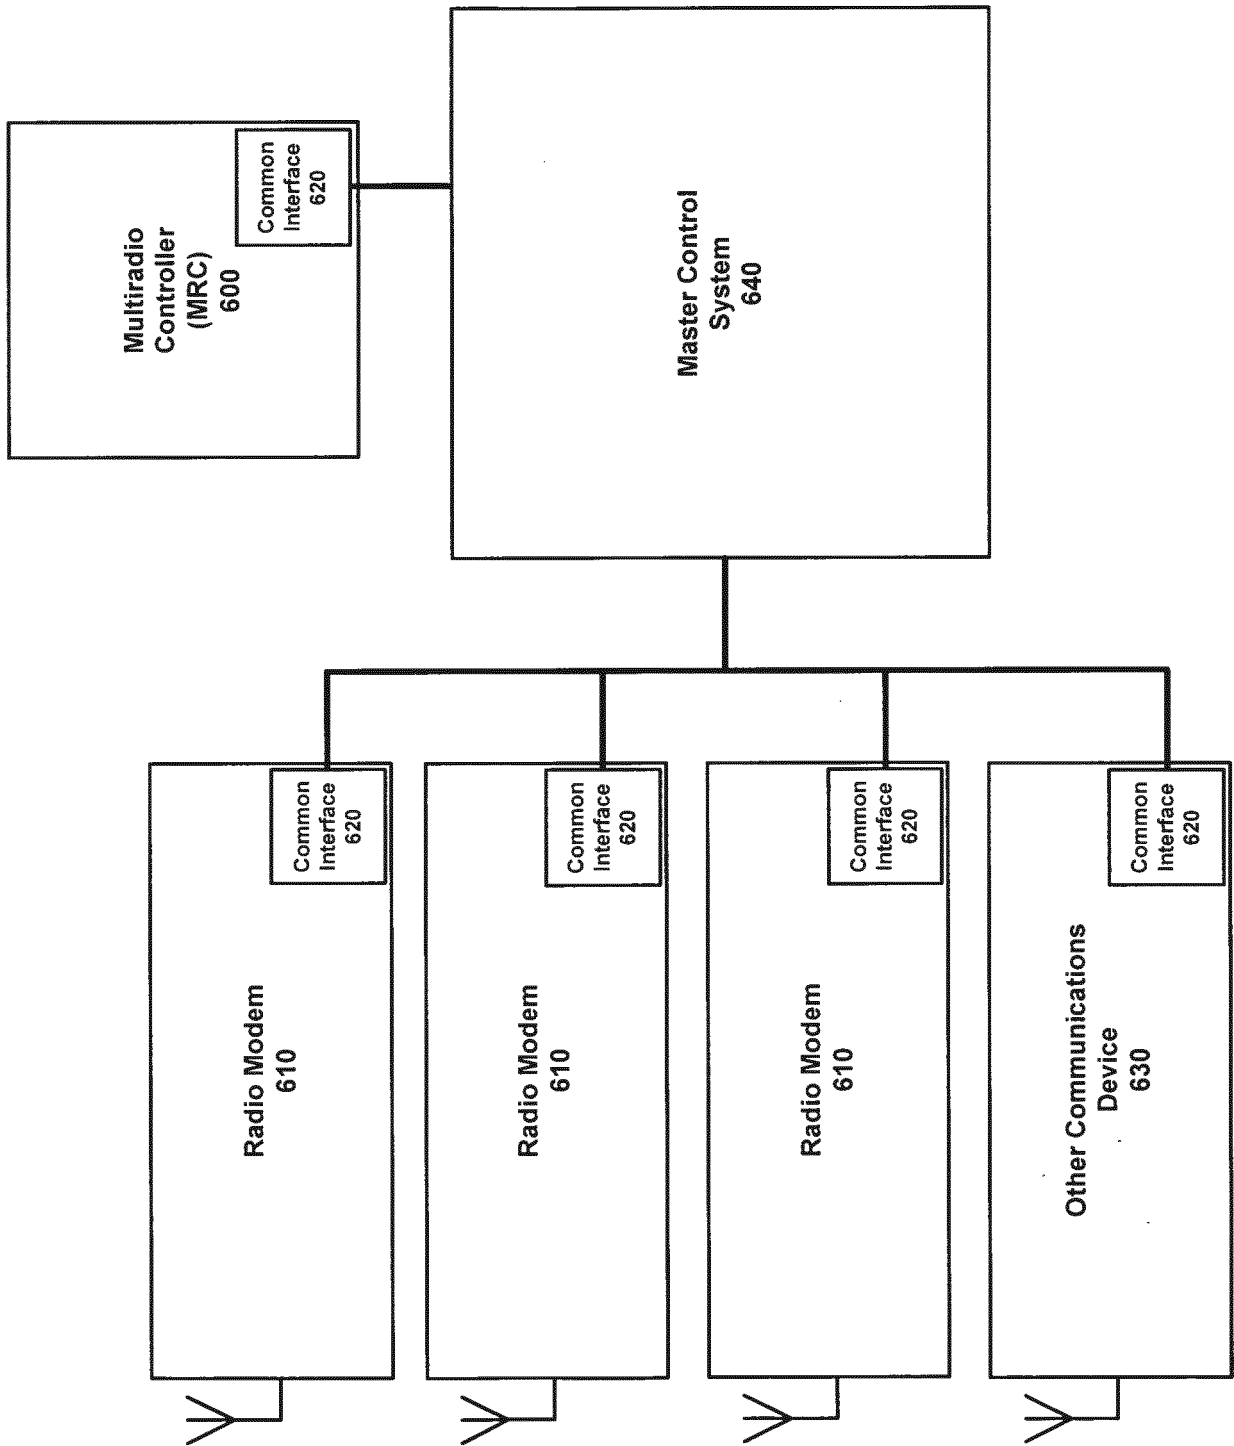 Multiradio
Controller
(MRC)
600
Common
Interface
620
Master Control
System
640
Radio Modem
610
Common
Interface
620
Radio Modem
610
Common
Interface
620
Radio Modem
610
Common
Interface
620
Other Communications
Device
630
Common
Interface
620